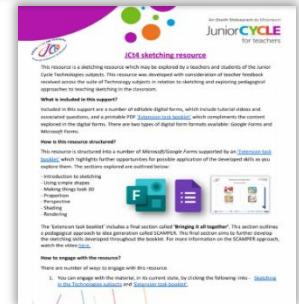 An tSraith Shóisearach do Mhúinteoirí
JuniorCYCLE
for teachers
JCt4 sketching resource
This resource is a sketching resource which may be explored by a teachers and students of the Junior
Cycle Technologies subjects. This resource was developed with consideration of teacher feedback
received across the suite of Technology subjects in relation to sketching and exploring pedagogical
approaches to teaching sketching in the classroom.
What is included in this support?
Included in this support are a number of editable digital forms, which include tutorial videos and
associated questions, and a printable PDF 'Extension task booklet' which compliments the content
explored in the digital forms. There are two types of digital form formats available: Google Forms and
Microsoft Forms.
How is this resource structured?
This resource is structured into a number of Microsoft/Google Forms supported by an 'Extension task
booklet' which highlights further opportunities for possible application of the developed skills as you
explore them. The sections explored are outlined below:
- Introduction to sketching
- Using simple shapes
- Making things look 3D
- Proportion
- Perspective
- Shading
- Rendering
The 'Extension task booklet' includes a final section called 'Bringing it all together'. This section outlines
a pedagogical approach to idea generation called SCAMPER. This final section aims to further develop
the sketching skills developed throughout the booklet. For more information on the SCAMPER approach,
watch the video here.
How to engage with the resource?
There are number of ways to engage with this resource:
1. You can engage with the material, in its current state, by clicking the following links - Sketching
in the Technologies subjects and 'Extension task booklet'.